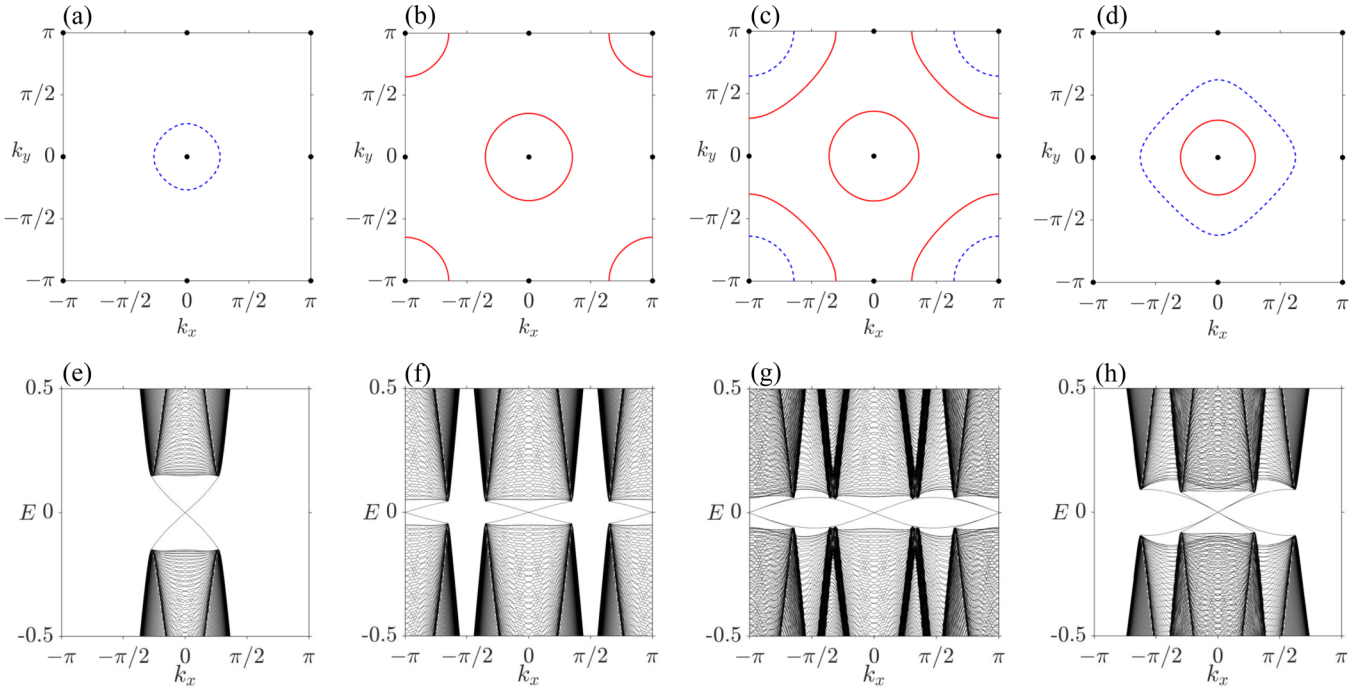 (a) (b) (c) (d)
π π π π
π/2 π/2 π/2 π/2
k_y 0 k_y 0 k_y 0 k_y 0
−π/2 −π/2 −π/2 −π/2
−π −π −π −π
−π −π/2 0 π/2 π −π −π/2 0 π/2 π −π −π/2 0 π/2 π −π −π/2 0 π/2 π
k_x k_x k_x k_x
(e) (f) (g) (h)
0.5 0.5 0.5 0.5
E 0 E 0 E 0 E 0
-0.5 -0.5 -0.5 -0.5
−π −π/2 0 π/2 π −π −π/2 0 π/2 π −π −π/2 0 π/2 π −π −π/2 0 π/2 π
k_x k_x k_x k_x